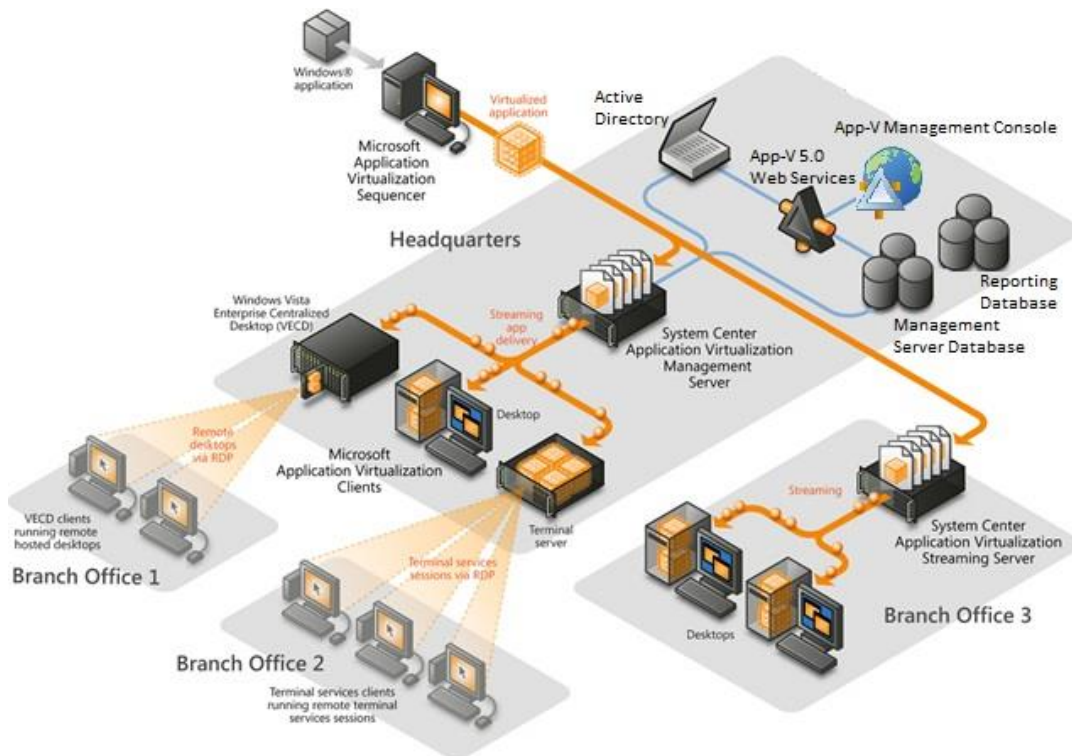 Windows®
application
Virtualized
application
Microsoft
Application
Virtualization
Sequencer
Active
Directory
App-V Management Console
App-V 5.0
Web Services
Headquarters
Reporting
Database
Management
Server Database
Windows Vista
Enterprise Centralized
Desktop (VECD)
Streaming
app
delivery
System Center
Application Virtualization
Management
Server
Desktop
Microsoft
Application Virtualization
Clients
Remote
desktops
via RDP
VECD clients
running remote
hosted desktops
Branch Office 1
Terminal
server
Terminal services
sessions via RDP
Branch Office 2
Terminal services clients
running remote terminal
services sessions
Streaming
System Center
Application Virtualization
Streaming Server
Desktops
Branch Office 3